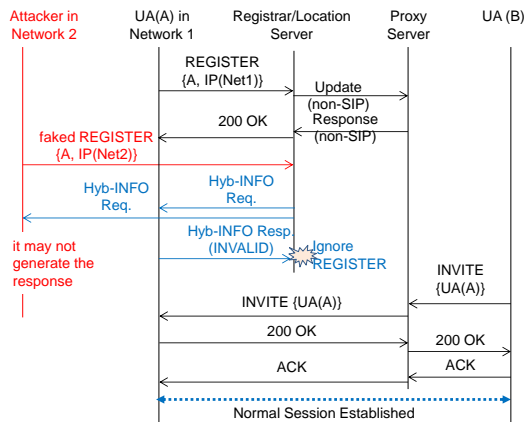 Attacker in
Network 2
UA(A) in
Network 1
Registrar/Location
Server
Proxy
Server
UA (B)
REGISTER
{A, IP(Net1)}
Update
(non-SIP)
200 OK
Response
(non-SIP)
faked REGISTER
{A, IP(Net2)}
Hyb-INFO
Req.
Hyb-INFO
Req.
Hyb-INFO Resp.
(INVALID)
Ignore
REGISTER
it may not
generate the
response
INVITE
{UA(A)}
INVITE {UA(A)}
200 OK
200 OK
ACK
ACK
Normal Session Established